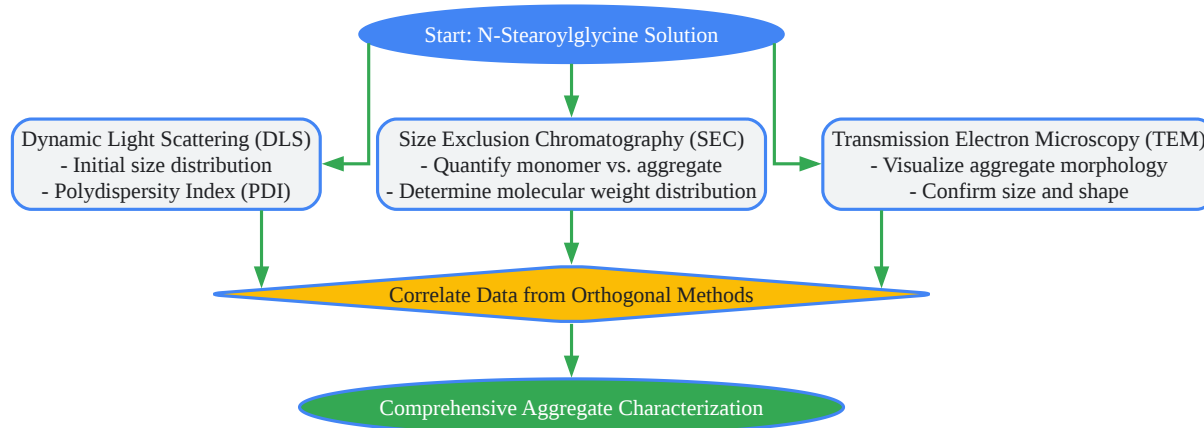 Start: N-Stearoylglycine Solution
Dynamic Light Scattering (DLS)
- Initial size distribution
- Polydispersity Index (PDI)
Size Exclusion Chromatography (SEC)
- Quantify monomer vs. aggregate
- Determine molecular weight distribution
Transmission Electron Microscopy (TEM)
- Visualize aggregate morphology
- Confirm size and shape
Correlate Data from Orthogonal Methods
Comprehensive Aggregate Characterization